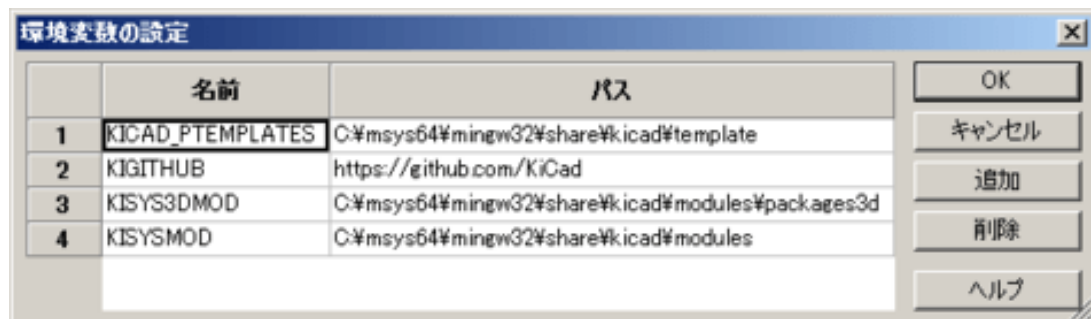 環境変数の設定
名前 パス OK
1 KICAD_PTEMPLATES C:¥msys64¥mingw32¥share¥kicad¥template キャンセル
2 KIGITHUB https://github.com/KiCad 追加
3 KISYS3DMOD C:¥msys64¥mingw32¥share¥kicad¥modules¥packages3d
4 KISYSMOD C:¥msys64¥mingw32¥share¥kicad¥modules 削除
ヘルプ